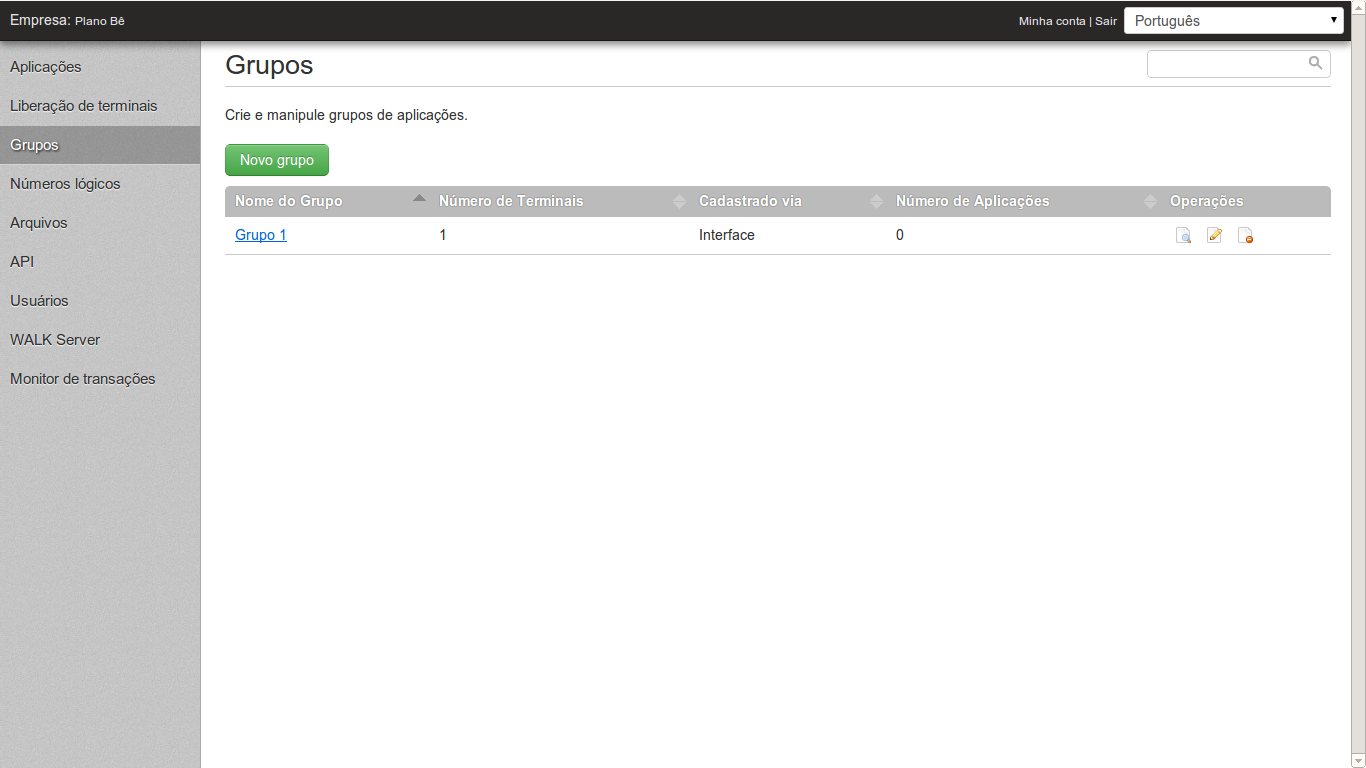 Empresa: Plano Bê
Minha conta | Sair
Português
Aplicações
Liberação de terminais
Grupos
Números lógicos
Arquivos
API
Usuários
WALK Server
Monitor de transações
Grupos
Crie e manipule grupos de aplicações.
Novo grupo
Nome do Grupo Número de Terminais Cadastrado via Número de Aplicações Operações
Grupo 1 1 Interface 0